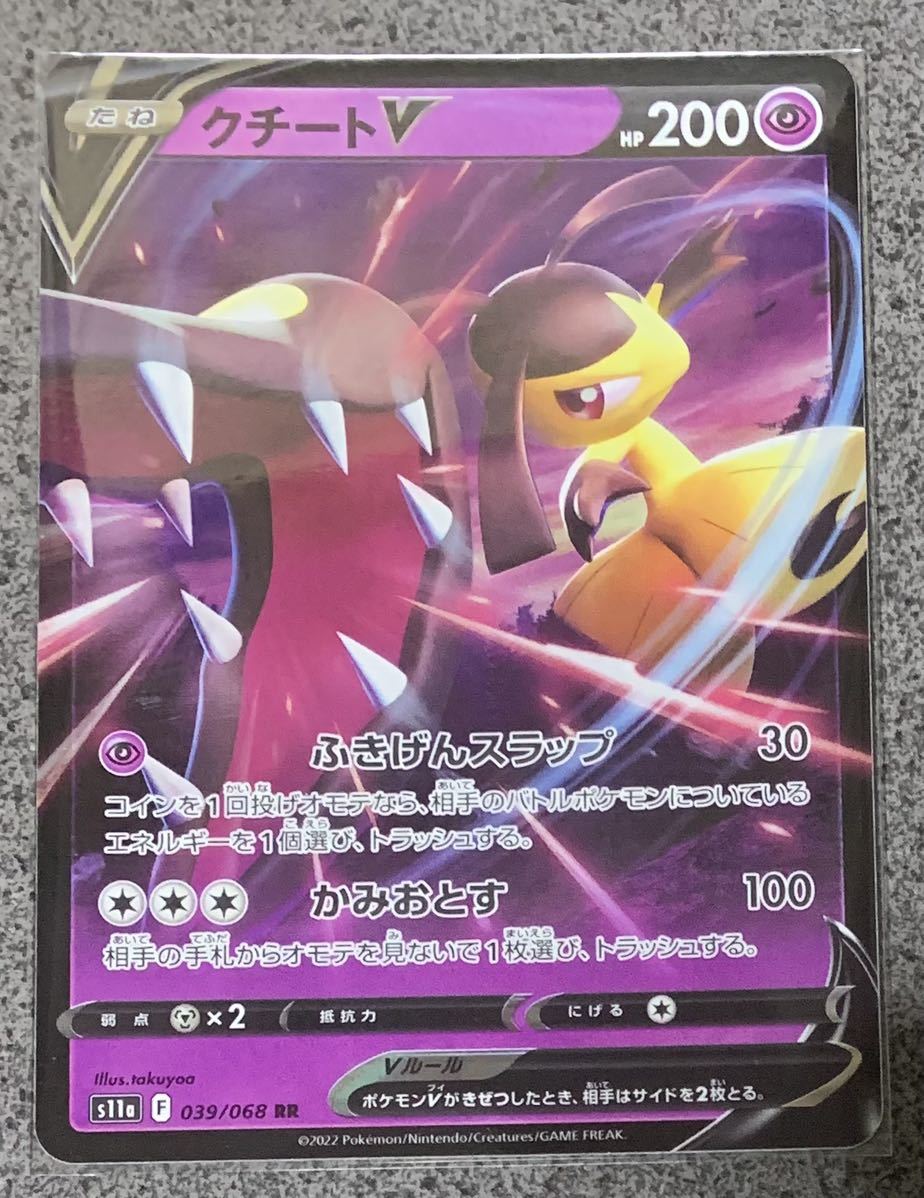 たね クチートV HP200
ふきげんスラップ 30
コインを1回投げオモテなら、相手のバトルポケモンについている
エネルギーを1個選び、トラッシュする。
かみおとす 100
相手の手札からオモテを見ないで1枚選び、トラッシュする。
弱点 ×2 抵抗力 にげる
Vルール
ポケモンVがきぜつしたとき、相手はサイドを2枚とる。
Illus.takuyoa
s11a F 039/068 RR
©2022 Pokémon/Nintendo/Creatures/GAME FREAK.